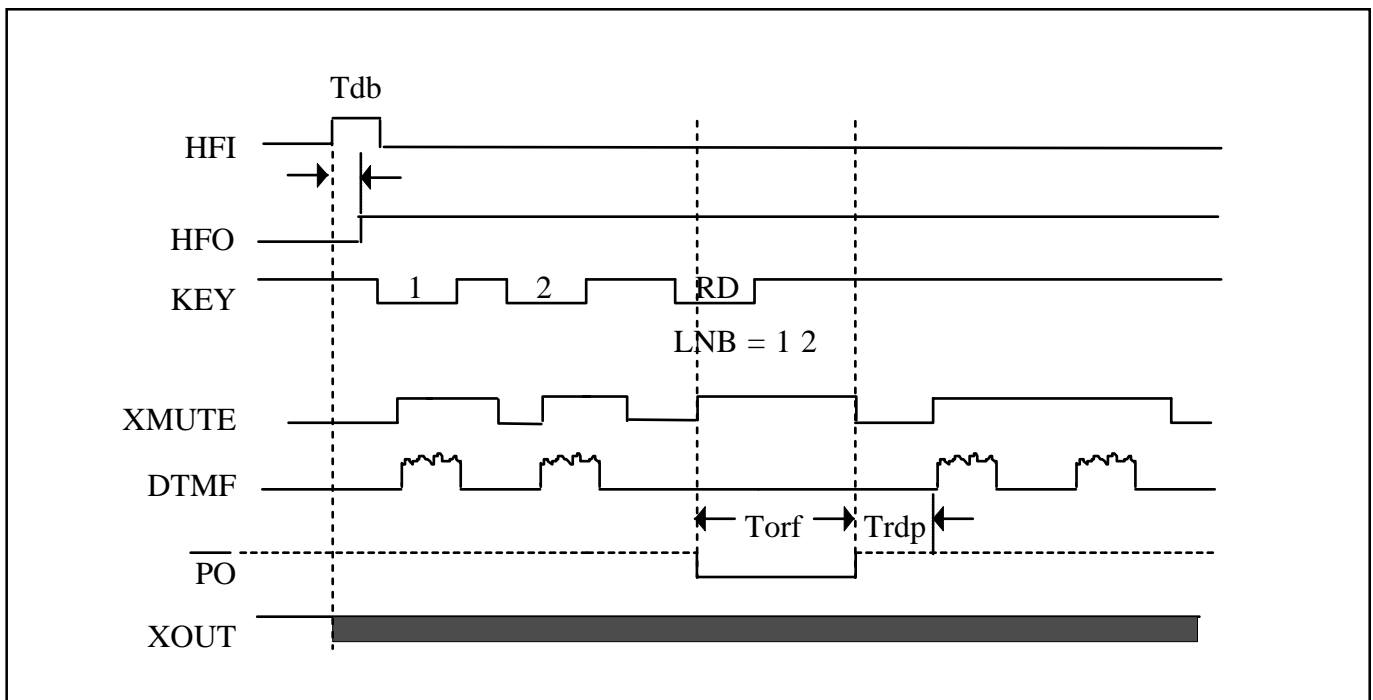 Tdb
HFI
HFO
KEY 1 2 RD
LNB = 1 2
XMUTE
DTMF
Torf Trdp
PO
XOUT